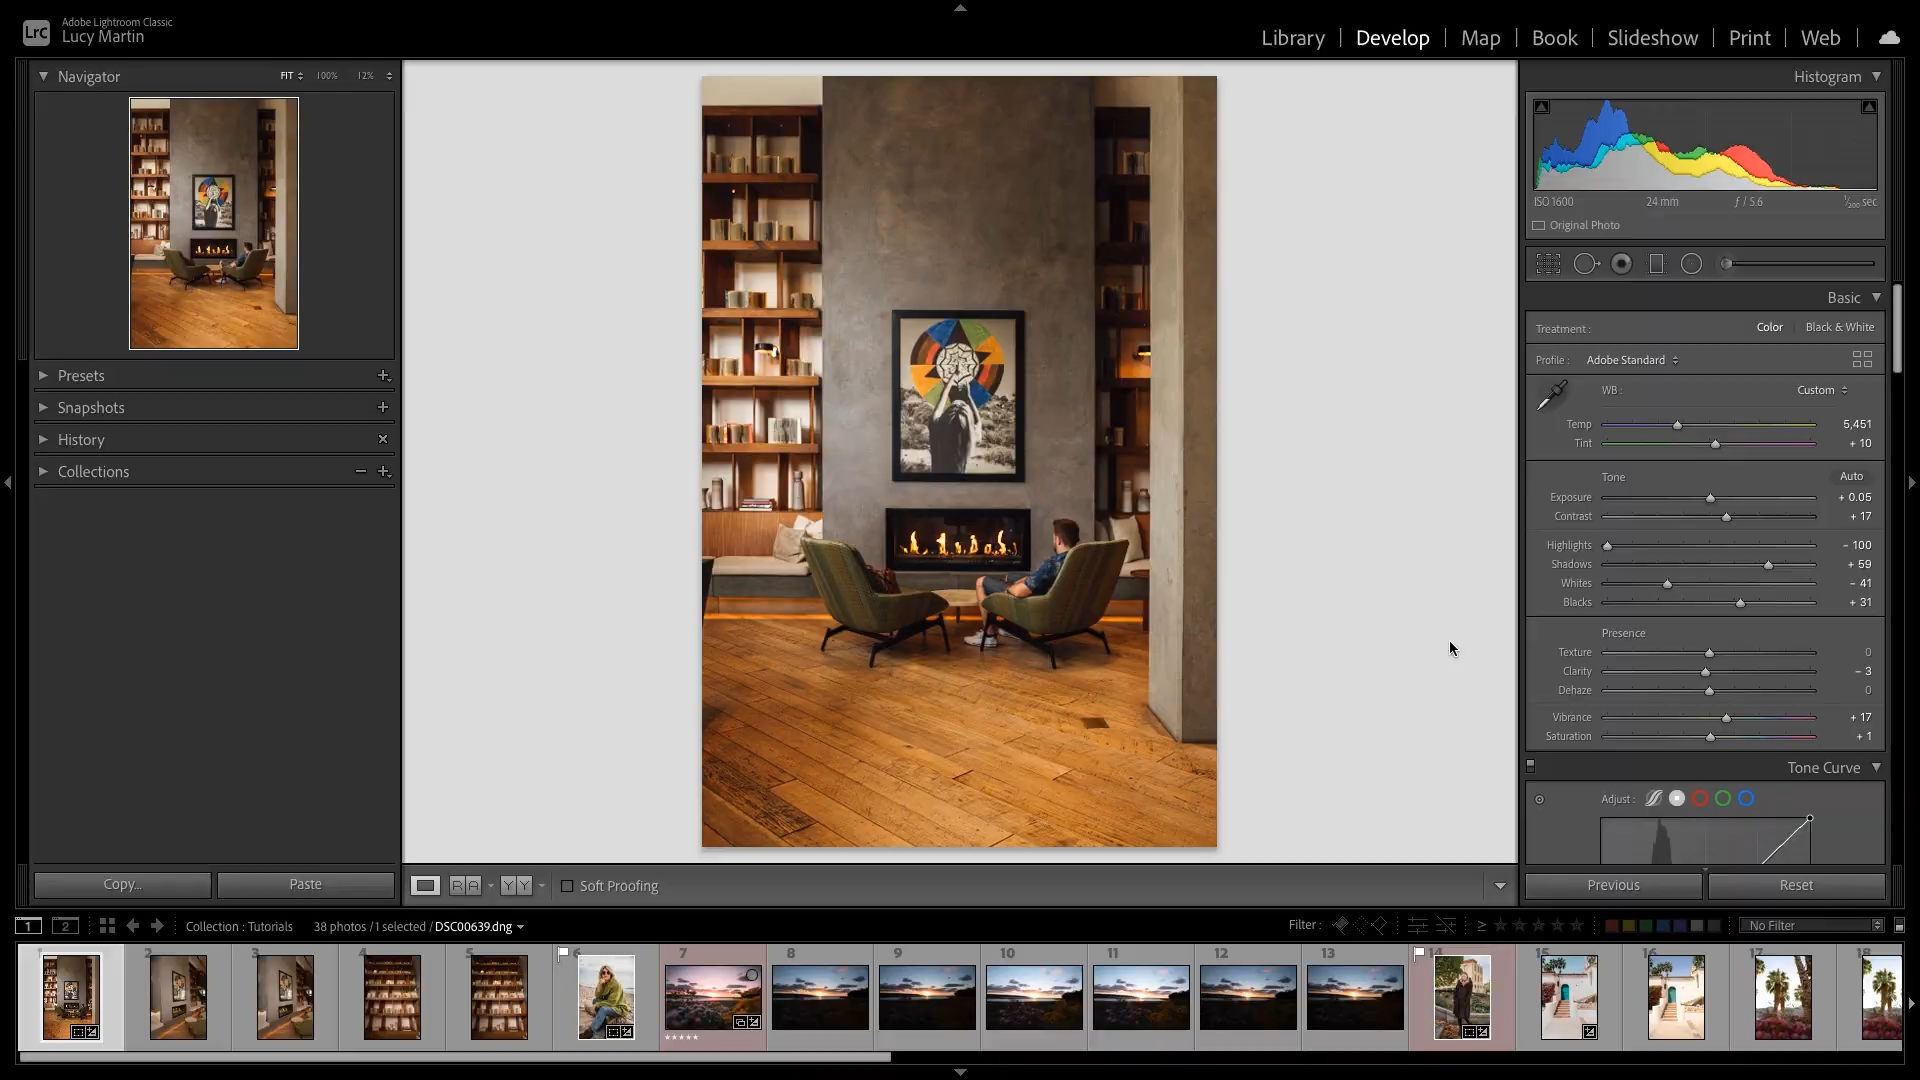 Adobe Lightroom Classic
LrC
Lucy Martin
Library
Develop
Map
Book
Slideshow
Print
Web
Navigator
FIT
100%
12%
Presets
Snapshots
History
Collections
Copy...
Paste
Soft Proofing
Histogram
ISO 1600
24 mm
ƒ / 5.6
1/200 sec
Original Photo
Basic
Treatment :
Color
Black & White
Profile :
Adobe Standard
WB :
Custom
Temp
5,451
Tint
+ 10
Tone
Auto
Exposure
+ 0.05
Contrast
+ 17
Highlights
- 100
Shadows
+ 59
Whites
- 41
Blacks
+ 31
Presence
Texture
0
Clarity
- 3
Dehaze
0
Vibrance
+ 17
Saturation
+ 1
Tone Curve
Adjust :
Previous
Reset
1
2
Collection : Tutorials
38 photos / 1 selected / DSC00639.dng
Filter :
No Filter
1
2
3
4
5
6
7
8
9
10
11
12
13
14
15
16
17
18